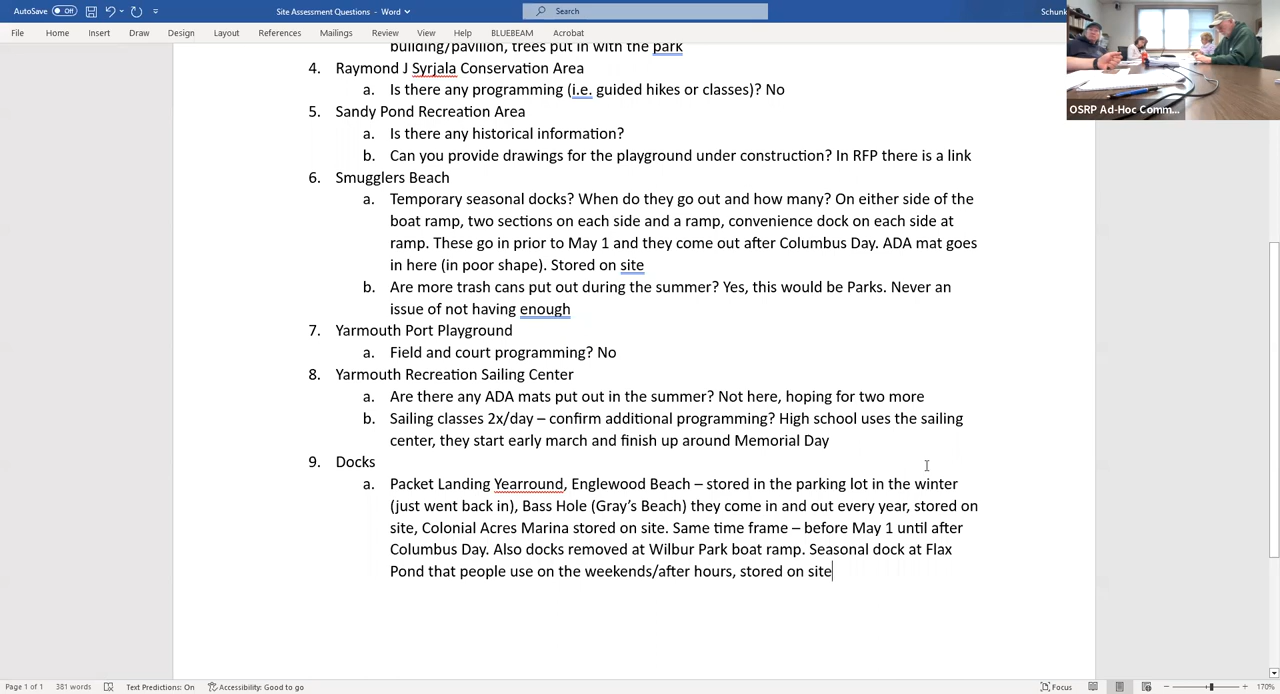 AutoSave Off Site Assessment Questions - Word Search Schunk
File Home Insert Draw Design Layout References Mailings Review View Help BLUEBEAM Acrobat
OSRP Ad-Hoc Comm...
building/pavilion, trees put in with the park
4. Raymond J Syrjala Conservation Area
a. Is there any programming (i.e. guided hikes or classes)? No
5. Sandy Pond Recreation Area
a. Is there any historical information?
b. Can you provide drawings for the playground under construction? In RFP there is a link
6. Smugglers Beach
a. Temporary seasonal docks? When do they go out and how many? On either side of the
boat ramp, two sections on each side and a ramp, convenience dock on each side at
ramp. These go in prior to May 1 and they come out after Columbus Day. ADA mat goes
in here (in poor shape). Stored on site
b. Are more trash cans put out during the summer? Yes, this would be Parks. Never an
issue of not having enough
7. Yarmouth Port Playground
a. Field and court programming? No
8. Yarmouth Recreation Sailing Center
a. Are there any ADA mats put out in the summer? Not here, hoping for two more
b. Sailing classes 2x/day – confirm additional programming? High school uses the sailing
center, they start early march and finish up around Memorial Day
9. Docks
a. Packet Landing Yearround, Englewood Beach – stored in the parking lot in the winter
(just went back in), Bass Hole (Gray's Beach) they come in and out every year, stored on
site, Colonial Acres Marina stored on site. Same time frame – before May 1 until after
Columbus Day. Also docks removed at Wilbur Park boat ramp. Seasonal dock at Flax
Pond that people use on the weekends/after hours, stored on site
Page 1 of 1 381 words Text Predictions: On Accessibility: Good to go Focus 170%